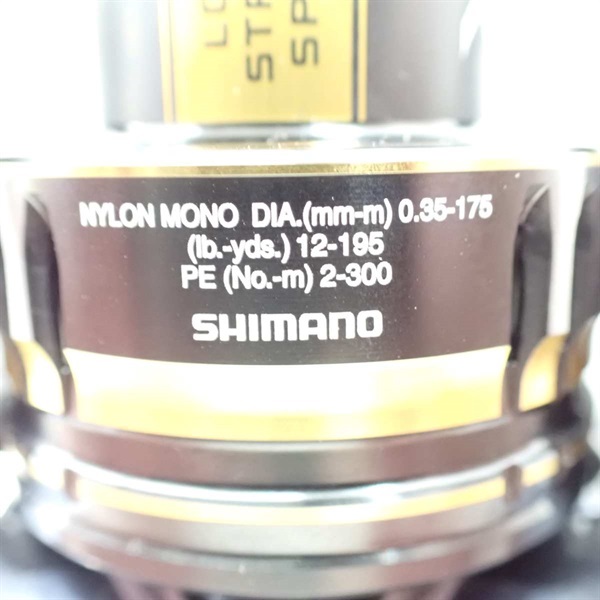 NYLON MONO DIA.(mm-m) 0.35-175
(lb.-yds.) 12-195
PE (No.-m) 2-300
SHIMANO